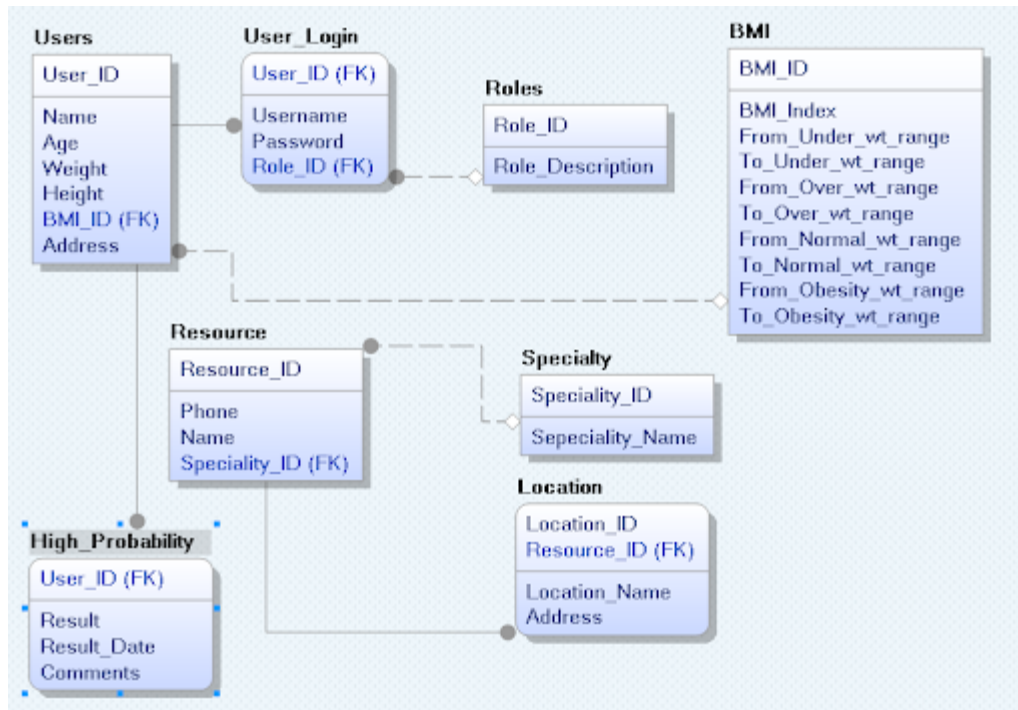 Users
User_ID
Name
Age
Weight
Height
BMI_ID (FK)
Address
User_Login
User_ID (FK)
Username
Password
Role_ID (FK)
Roles
Role_ID
Role_Description
BMI
BMI_ID
BMI_Index
From_Under_wt_range
To_Under_wt_range
From_Over_wt_range
To_Over_wt_range
From_Normal_wt_range
To_Normal_wt_range
From_Obesity_wt_range
To_Obesity_wt_range
Resource
Resource_ID
Phone
Name
Speciality_ID (FK)
Specialty
Speciality_ID
Sepeciality_Name
Location
Location_ID
Resource_ID (FK)
Location_Name
Address
High_Probability
User_ID (FK)
Result
Result_Date
Comments